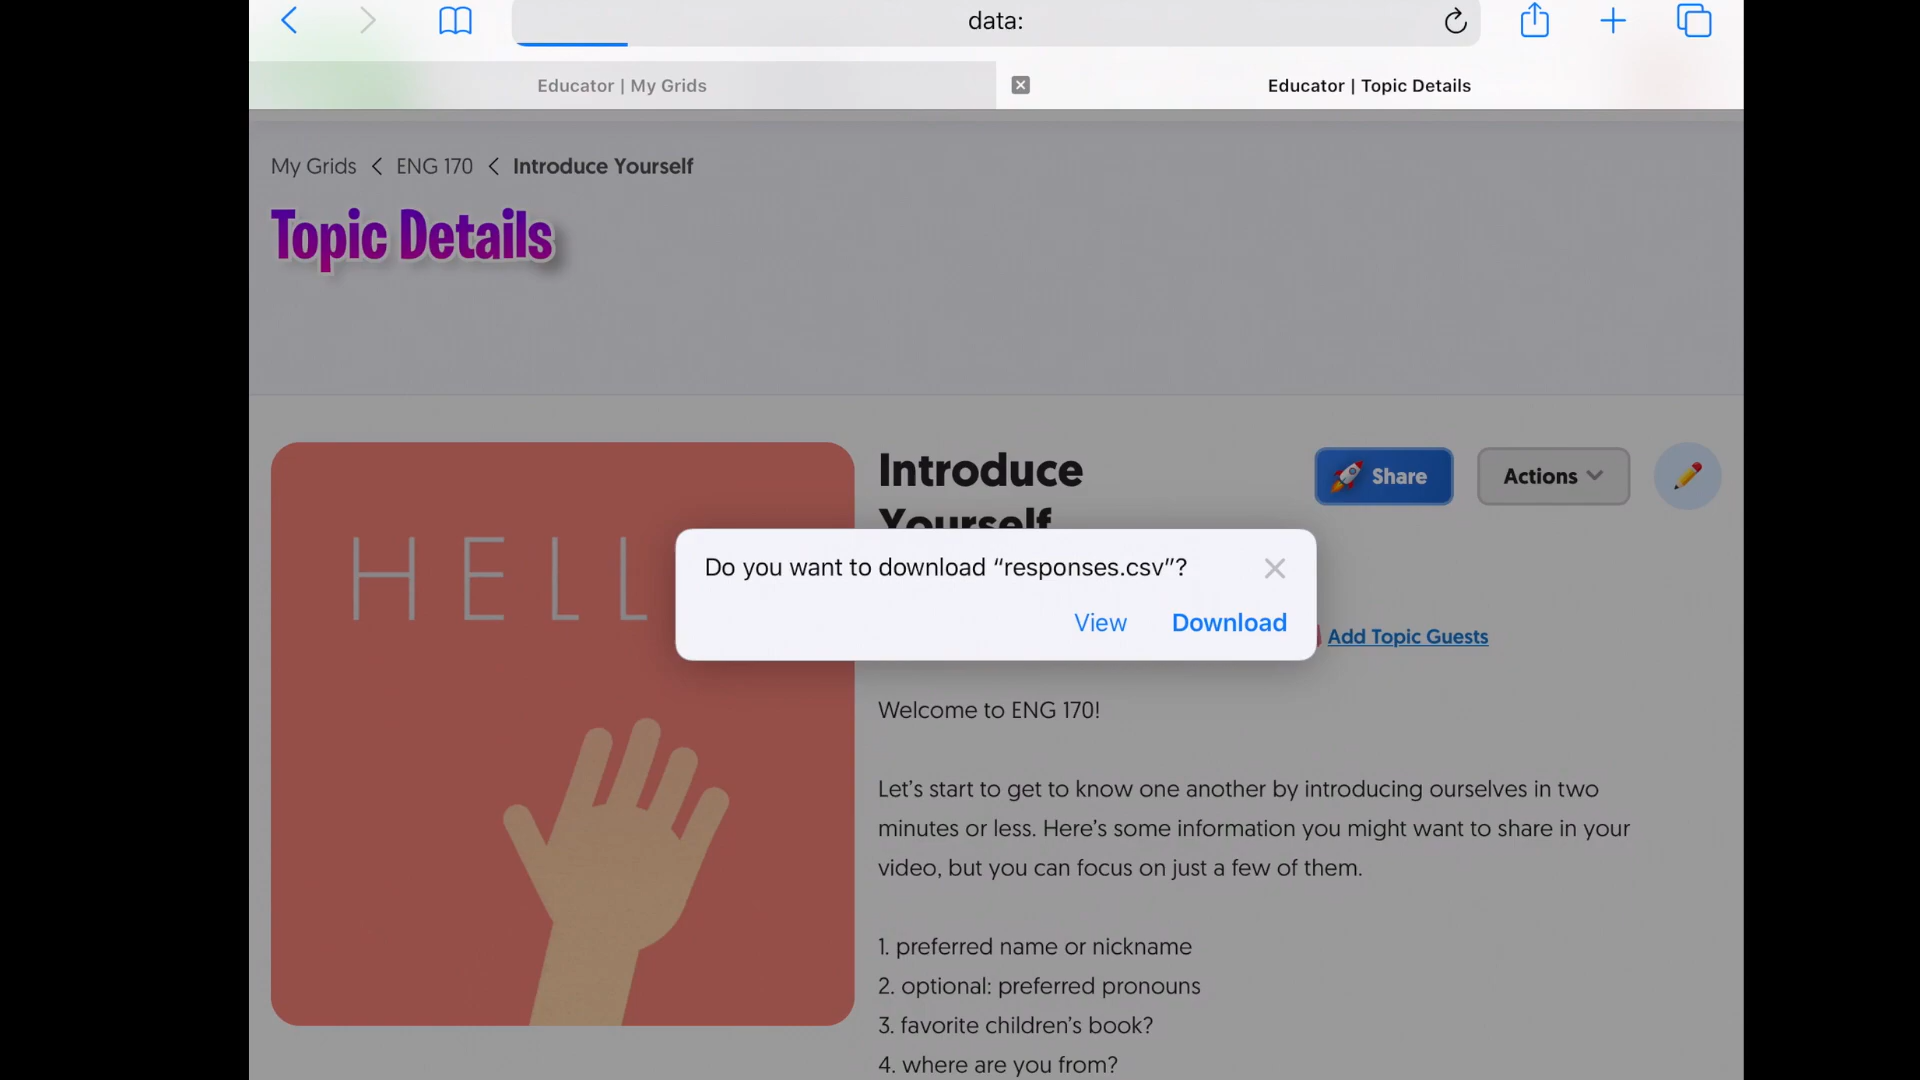 data:
Educator | My Grids
Educator | Topic Details
My Grids < ENG 170 < Introduce Yourself
Topic Details
HELL
Introduce
Yourself
Share
Actions
Do you want to download “responses.csv”?
View
Download
Add Topic Guests
Welcome to ENG 170!
Let’s start to get to know one another by introducing ourselves in two
minutes or less. Here’s some information you might want to share in your
video, but you can focus on just a few of them.
1. preferred name or nickname
2. optional: preferred pronouns
3. favorite children’s book?
4. where are you from?